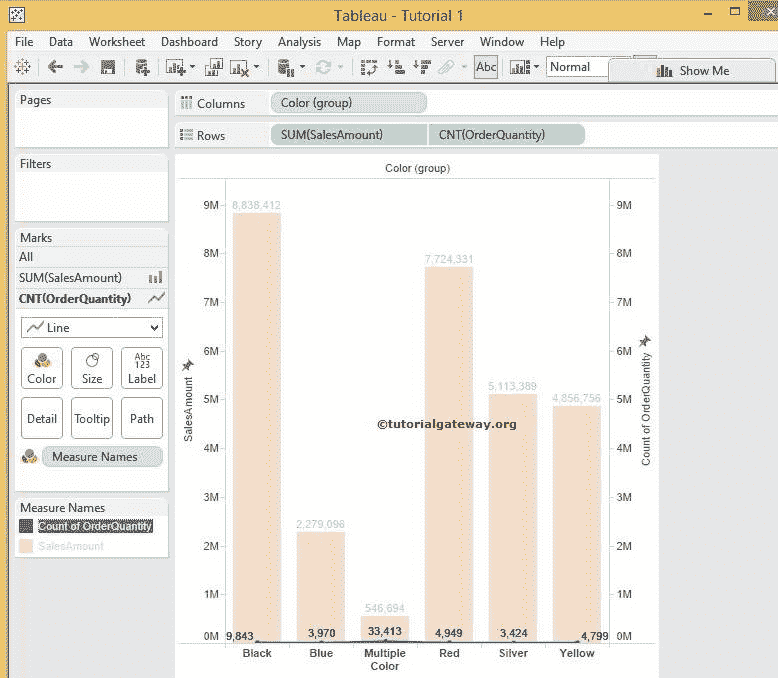 Tableau - Tutorial 1
File Data Worksheet Dashboard Story Analysis Map Format Server Window Help
Abc Normal Show Me
Pages
Columns Color (group)
Rows SUM(SalesAmount) CNT(OrderQuantity)
Filters
Marks
All
SUM(SalesAmount)
CNT(OrderQuantity)
Line
Color Size Abc 123 Label
Detail Tooltip Path
Measure Names
Measure Names
Count of OrderQuantity
SalesAmount
Color (group)
9M 8,838,412 9M
8M 7,724,331 8M
7M 7M
6M 6M
SalesAmount
Count of OrderQuantity
5M 5,113,389 4,856,756 5M
©tutorialgateway.org
4M 4M
3M 3M
2,279,096
2M 2M
1M 546,694 1M
0M 9,843 3,970 33,413 4,949 3,424 4,799 0M
Black Blue Multiple Color Red Silver Yellow